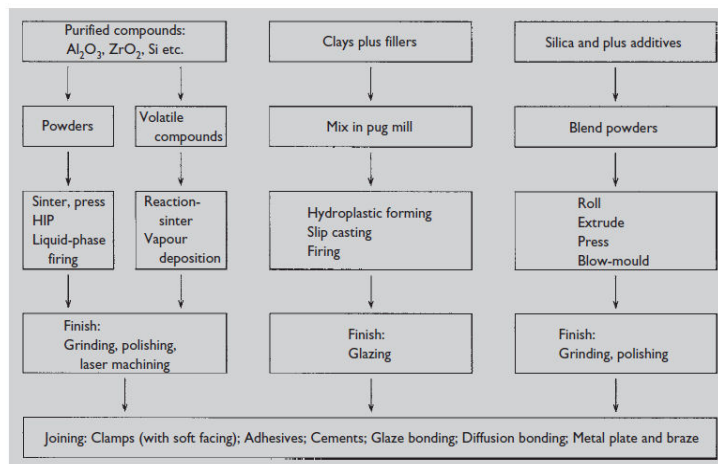 Purified compounds:
Al₂O₃, ZrO₂, Si etc.
Clays plus fillers
Silica and plus additives
Powders
Volatile
compounds
Mix in pug mill
Blend powders
Sinter, press
HIP
Liquid-phase
firing
Reaction-
sinter
Vapour
deposition
Hydroplastic forming
Slip casting
Firing
Roll
Extrude
Press
Blow-mould
Finish:
Grinding, polishing,
laser machining
Finish:
Glazing
Finish:
Grinding, polishing
Joining: Clamps (with soft facing); Adhesives; Cements; Glaze bonding; Diffusion bonding; Metal plate and braze